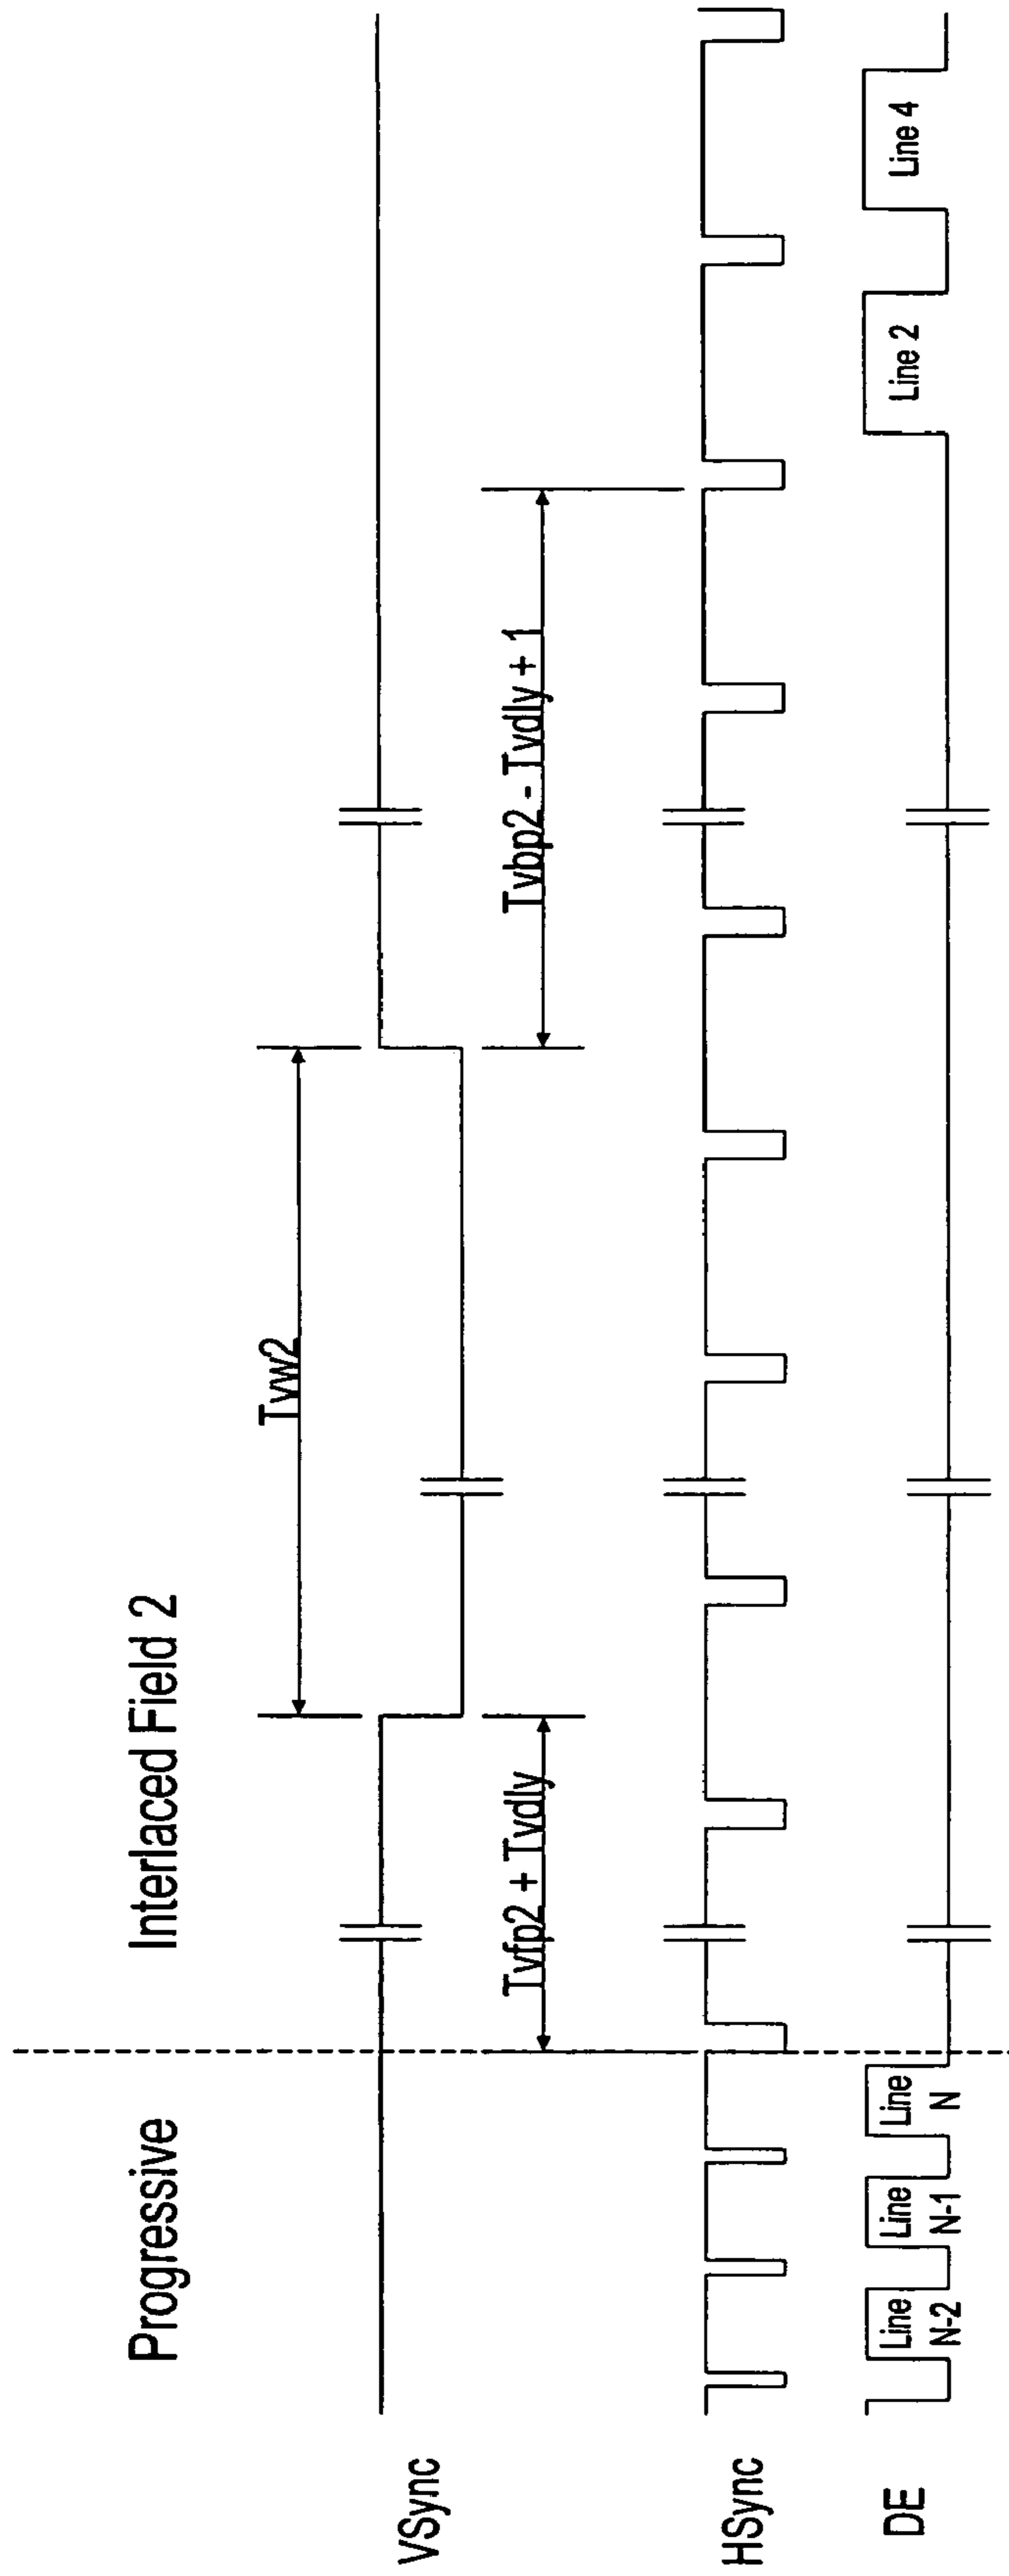 Progressive
Interlaced Field 2
Tvw2
VSync
Tvfp2 + Tvdly
Tvbp2 - Tvdly + 1
HSync
DE
Line
N-2
Line
N-1
Line
N
Line 2
Line 4